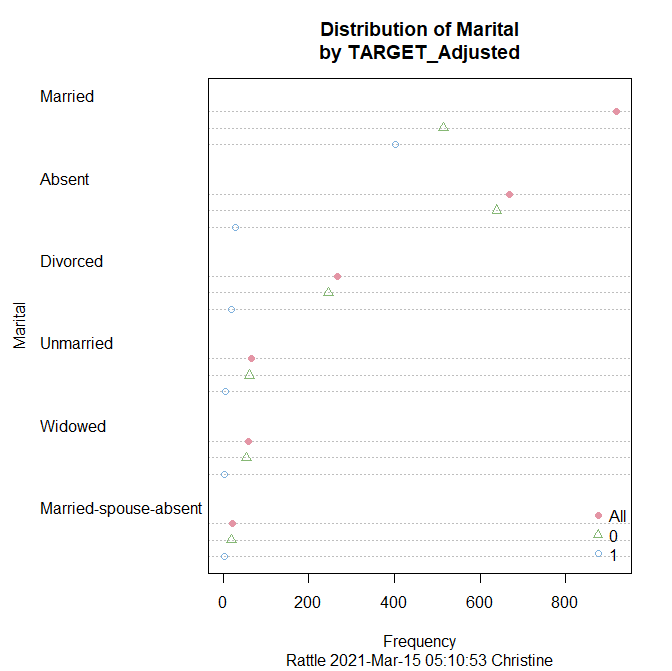 Distribution of Marital
by TARGET_Adjusted
Married
Absent
Divorced
Unmarried
Widowed
Married-spouse-absent
Marital
All
0
1
0 200 400 600 800
Frequency
Rattle 2021-Mar-15 05:10:53 Christine